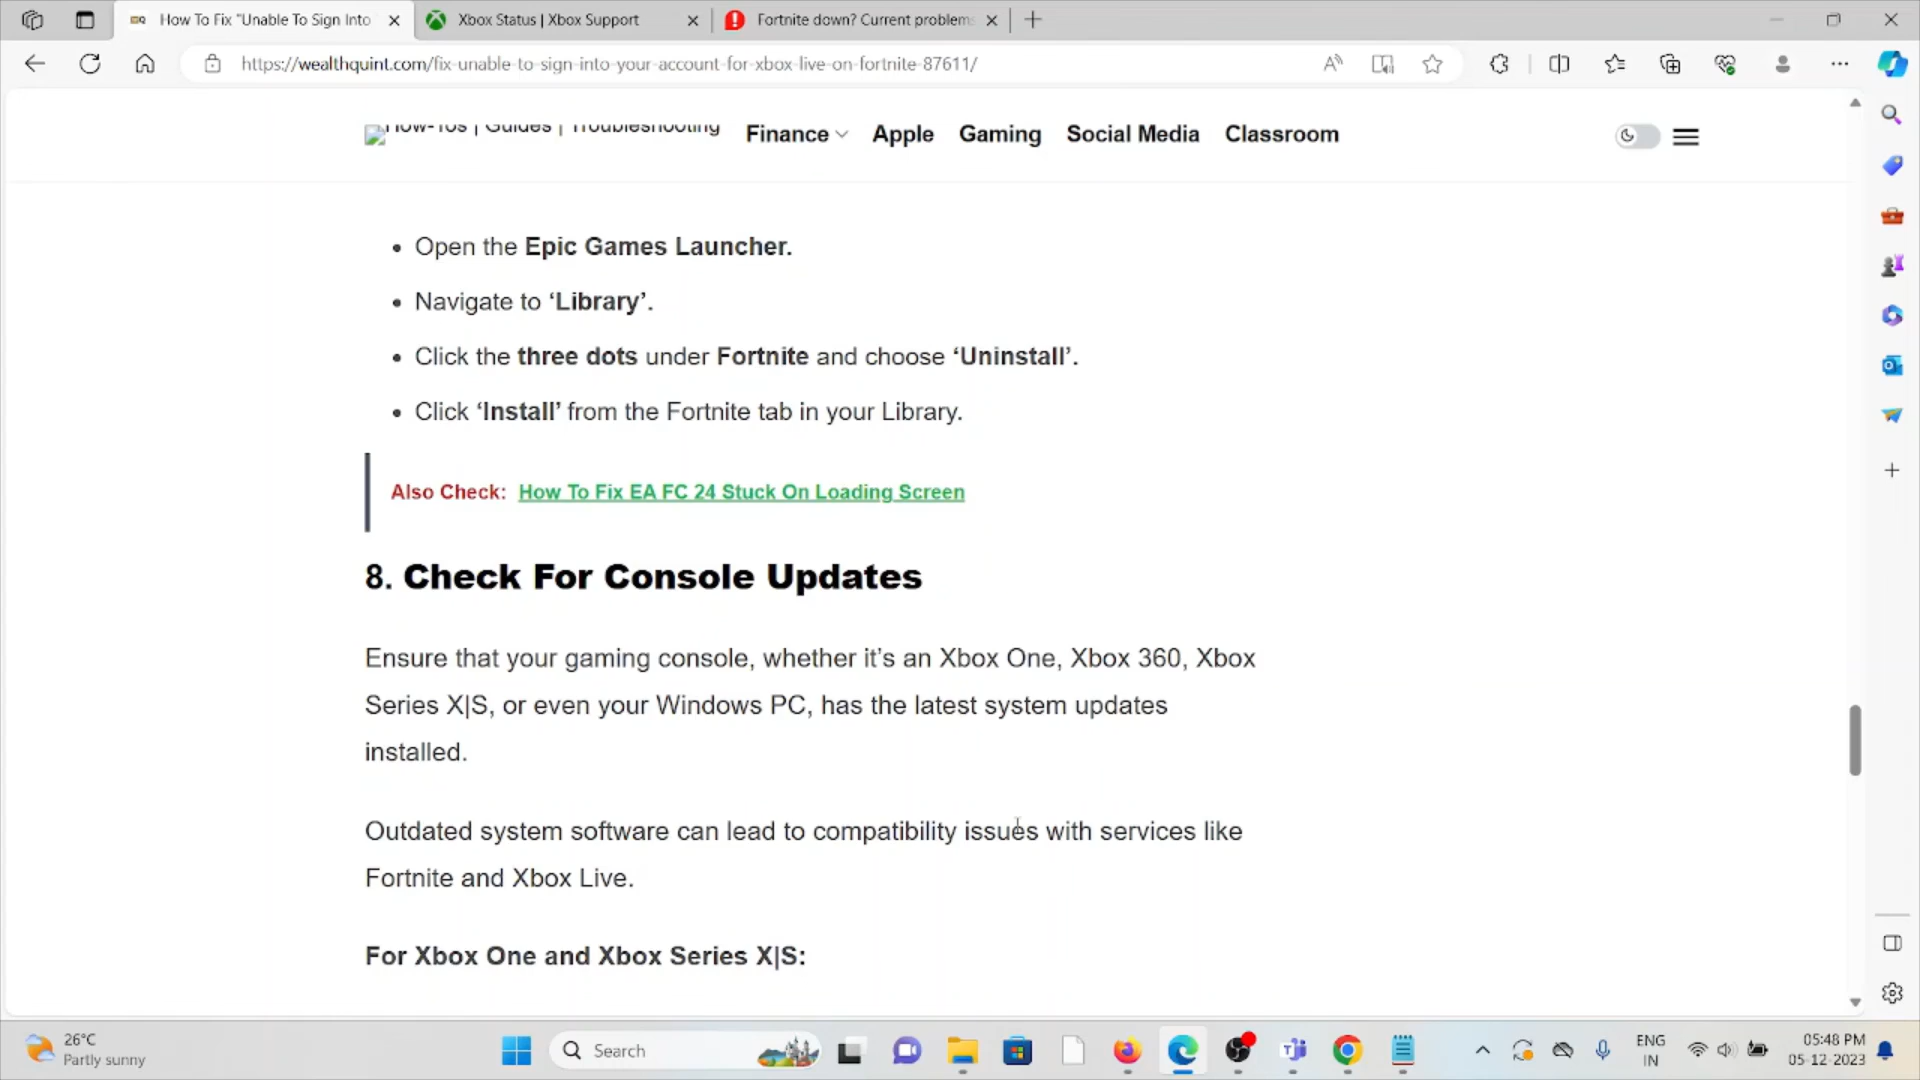 How To Fix "Unable To Sign Into
Xbox Status | Xbox Support
Fortnite down? Current problem
https://wealthquint.com/fix-unable-to-sign-into-your-account-for-xbox-live-on-fortnite-87611/
How-Tos | Guides | Troubleshooting
Finance
Apple
Gaming
Social Media
Classroom
• Open the Epic Games Launcher.
• Navigate to ‘Library’.
• Click the three dots under Fortnite and choose ‘Uninstall’.
• Click ‘Install’ from the Fortnite tab in your Library.
Also Check: How To Fix EA FC 24 Stuck On Loading Screen
8. Check For Console Updates
Ensure that your gaming console, whether it’s an Xbox One, Xbox 360, Xbox
Series X|S, or even your Windows PC, has the latest system updates
installed.
Outdated system software can lead to compatibility issues with services like
Fortnite and Xbox Live.
For Xbox One and Xbox Series X|S:
26°C
Partly sunny
Search
ENG
IN
05:48 PM
05-12-2023